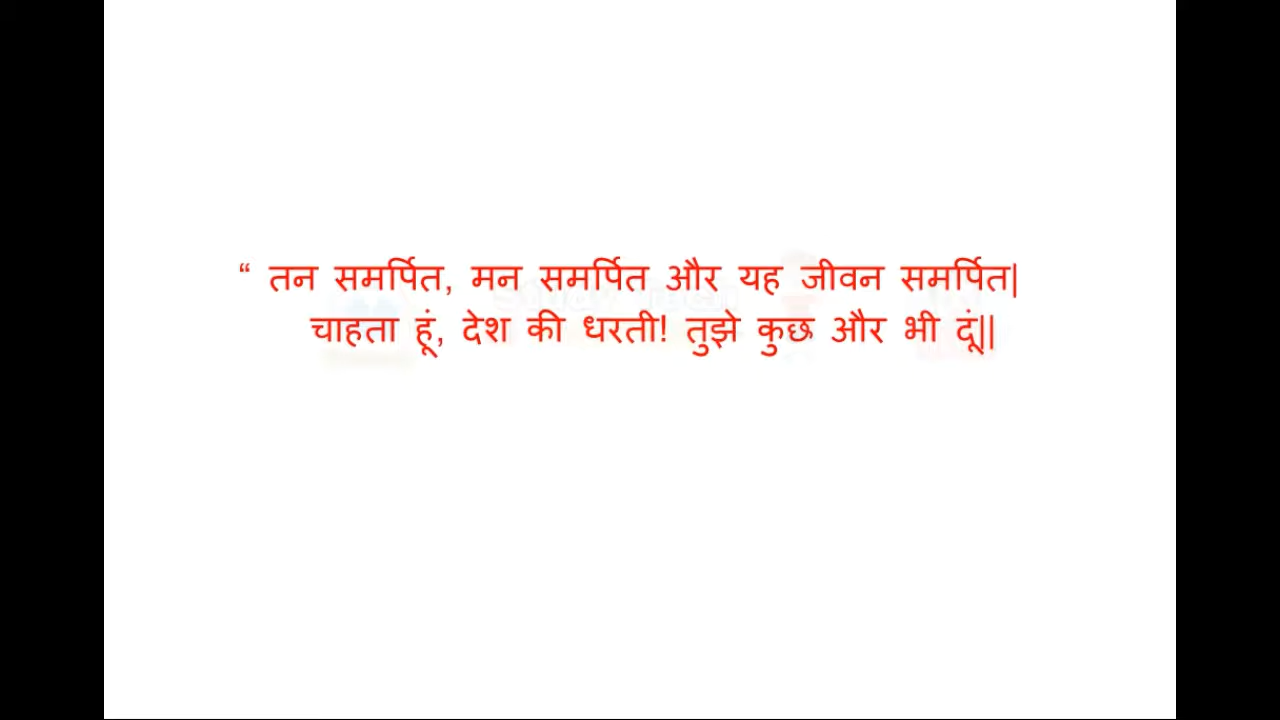 “ तन समर्पित, मन समर्पित और यह जीवन समर्पित|
चाहता हूं, देश की धरती! तुझे कुछ और भी दूं||